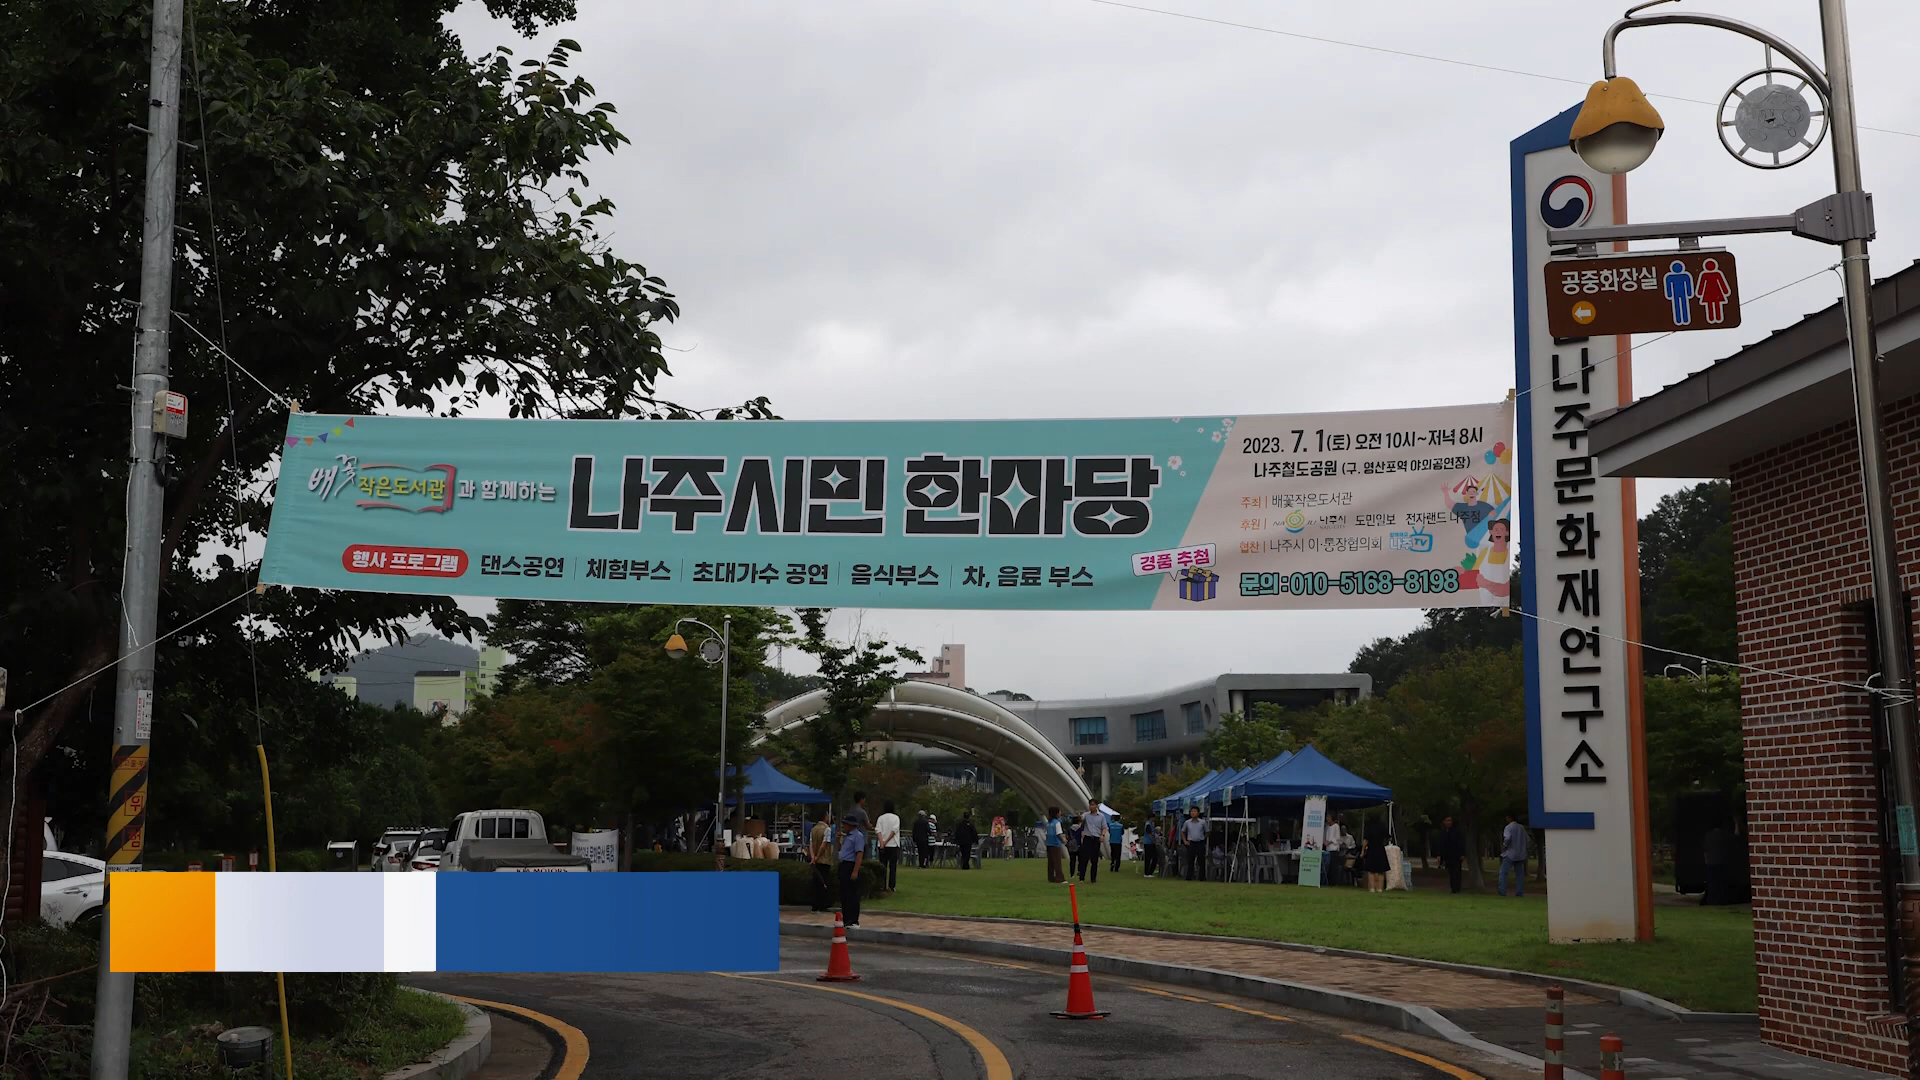 배꽃 작은도서관 과 함께하는
나주시민 한마당
행사 프로그램 댄스공연 체험부스 초대가수 공연 음식부스 차, 음료 부스
경품 추첨
2023. 7. 1(토) 오전 10시~저녁 8시
나주철도공원 (구. 영산포역 야외공연장)
주최 | 배꽃작은도서관
후원 | 나주시 도민일보 전자랜드 나주점
협찬 | 나주시 이·통장협의회 나주TV
문의:010-5168-8198
공중화장실
나주문화재연구소
위험